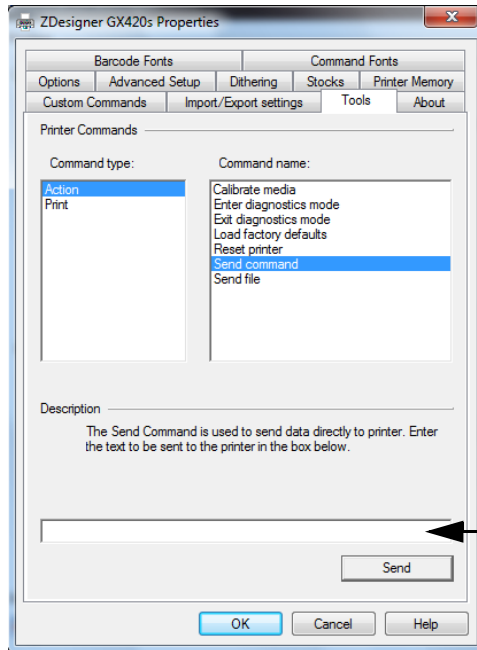 ZDesigner GX420s Properties
Barcode Fonts Command Fonts
Options Advanced Setup Dithering Stocks Printer Memory
Custom Commands Import/Export settings Tools About
Printer Commands
Command type: Command name:
Action
Print
Calibrate media
Enter diagnostics mode
Exit diagnostics mode
Load factory defaults
Reset printer
Send command
Send file
Description
The Send Command is used to send data directly to printer. Enter
the text to be sent to the printer in the box below.
Send
OK Cancel Help